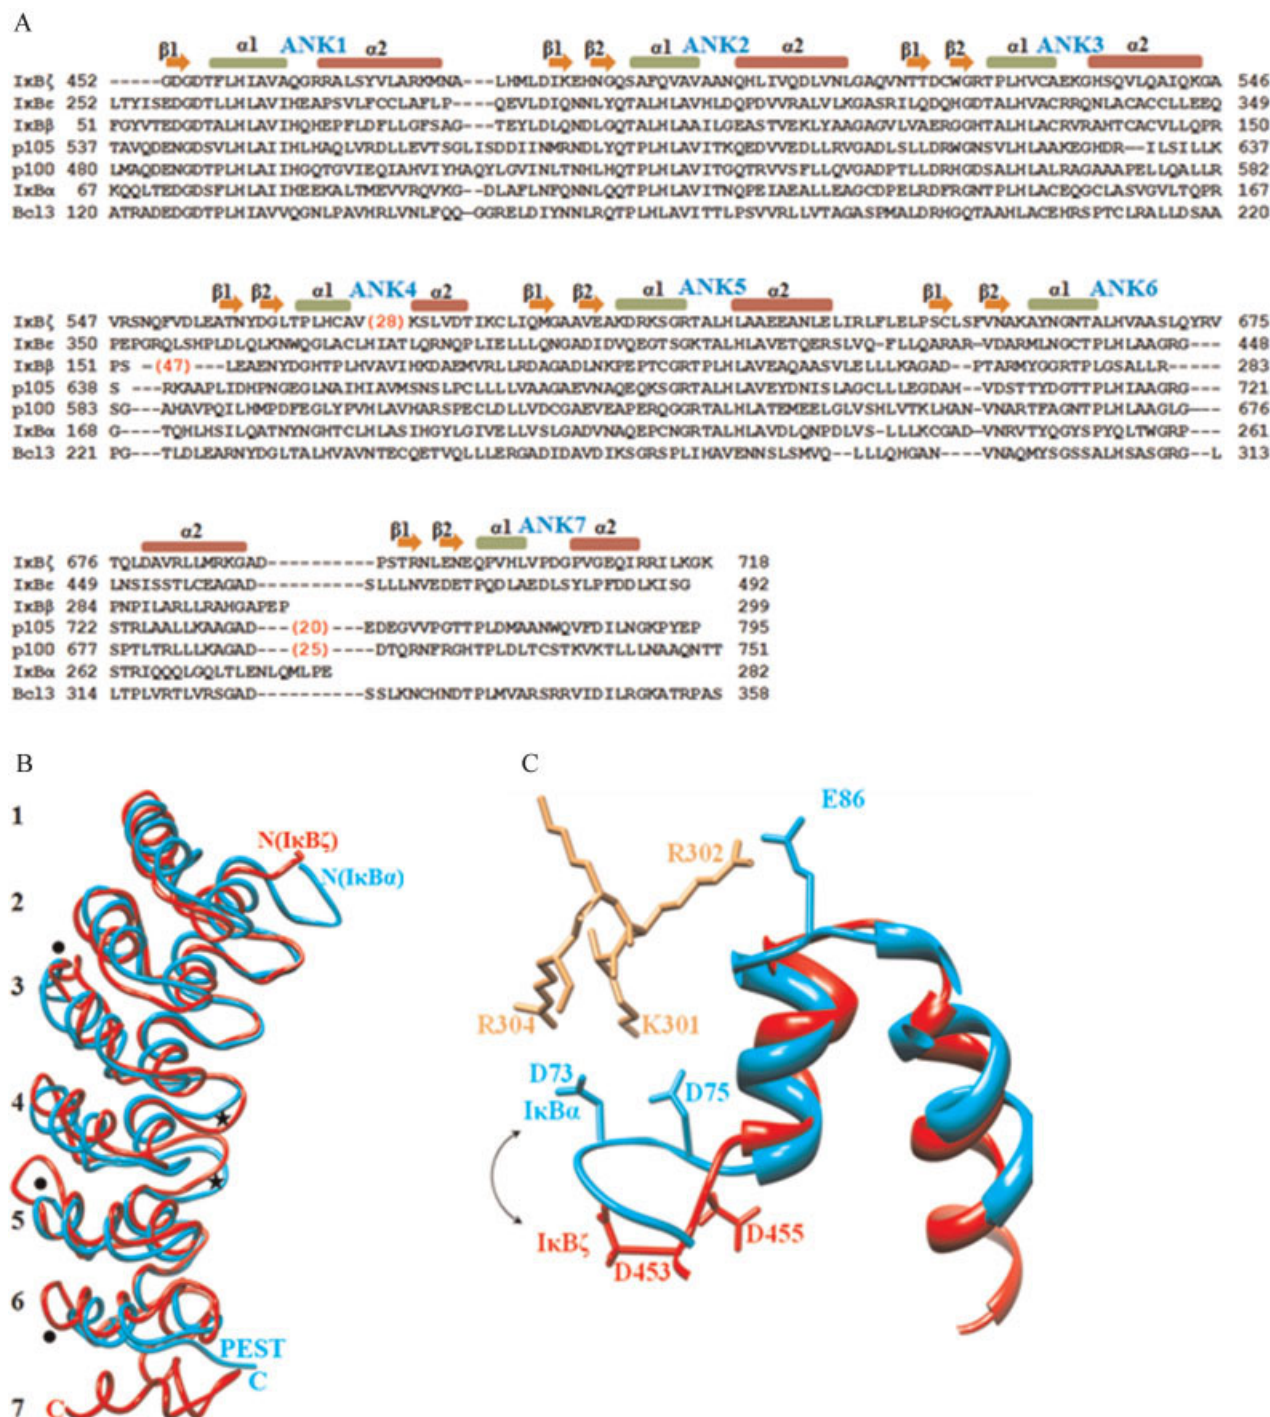 A
β1 α1 ANK1 α2 β1 β2 α1 ANK2 α2 β1 β2 α1 ANK3 α2
IκBζ 452 -----GDGDTFLHIAVAQGRRALSYVLARKMNA---LHMLDIKEHNGQSAFQVAVAANQHLIVQDLVNLGAQVNTTDCWGRTPLHVCAEKGHSQVLQAIQKGA 546
IκBε 252 LTYISEDGDTLLHLAVIHEAPSVLFCCLAFLP----QEVLDIQNNLYQTALHLAVHLDQPDVVRALVLKGASRILQDQHGDTALHVACRRQNLACACCLLEEQ 349
IκBβ 51 FGYVTEDGDTALHLAVIHQHEPFLDFLLGFSAG---TEYLDLQNDLGQTALHLAAILGEASTVEKLYAAGAGVLVAERGGHTALHLACRVRAHTCACVLLQPR 150
p105 537 TAVQDENGDSVLHLAIIHLHAQLVRDLLEVTSGLISDDIINMRNDLYQTPLHLAVITKQEDVVEDLLRVGADLSLLDRWGNSVLHLAAKEGHDR--ILSILLK 637
p100 480 LMAQDENGDTPLHLAIIHGQTGVIEQIAHVIYHAQYLGVINLTNHLHQTPLHLAVITGQTRVVSFLLQVGADPTLLDRHGDSALHLALRAGAAAPELLQALLR 582
IκBα 67 KQQLTEDGDSFLHLAIIHEEKALTMEVVRQVKG--DLAFLNFQNNLQQTPLHLAVITNQPEIAEALLEAGCDPELRDFRGNTPLHLACEQGCLASVGVLTQPR 167
Bcl3 120 ATRADEDGDTPLHIAVVQGNLPAVHRLVNLFQQ-GGRELDIYNNLRQTPLHLAVITTLPSVVRLLVTAGASPMALDRHGQTAAHLACEHRSPTCLRALLDSAA 220
β1 β2 α1 ANK4 α2 β1 β2 α1 ANK5 α2 β1 β2 α1 ANK6
IκBζ 547 VRSNQFVDLEATNYDGLTPLHCAV(28)KSLVDTIKCLIQMGAAVEAKDRKSGRTALHLAAEEANLELIRLFLELPSCLSFVNAKAYNGNTALHVAASLQYRV 675
IκBε 350 PEPGRQLSHPLDLQLKNWQGLACLHIATLQRNQPLIELLLQNGADIDVQEGTSGKTALHLAVETQERSLVQ-FLLQARAR-VDARMLNGCTPLHLAAGRG--- 448
IκBβ 151 PS -(47)---LEAENYDGHTPLHVAVIHKDAEMVRLLRDAGADLNKPEPTCGRTPLHLAVEAQAASVLELLLKAGAD--PTARMYGGRTPLGSALLR----- 283
p105 638 S ---RKAAPLIDHPNGEGLNAIHIAVMSNSLPCLLLLVAAGAEVNAQEQKSGRTALHLAVEYDNISLAGCLLLEGDAH--VDSTTYDGTTPLHIAAGRG---- 721
p100 583 SG---AHAVPQILHMPDFEGLYPVHLAVHARSPECLDLLVDCGAEVEAPERQGGRTALHLATEMEELGLVSHLVTKLHAN-VNARTFAGNTPLHLAAGLG--- 676
IκBα 168 G----TQHLHSILQATNYNGHTCLHLASIHGYLGIVELLVSLGADVNAQEPCNGRTALHLAVDLQNPDLVS-LLLKCGAD-VNRVTYQGYSPYQLTWGRP--- 261
Bcl3 221 PG---TLDLEARNYDGLTALHVAVNTECQETVQLLLERGADIDAVDIKSGRSPLIHAVENNSLSMVQ--LLLQHGAN----VNAQMYSGSSALHSASGRG--L 313
α2 β1 β2 α1 ANK7 α2
IκBζ 676 TQLDAVRLLMRKGAD----------PSTRNLENEQPVHLVPDGPVGEQIRRILKGK 718
IκBε 449 LNSISSTLCEAGAD----------SLLLNVEDETPQDLAEDLSYLPFDDLKISG 492
IκBβ 284 PNPILARLLRAHGAPEP 299
p105 722 STRLAALLKAAGAD----(20)----EDEGVVPGTTPLDMAANWQVFDILNGKPYEP 795
p100 677 SPTLTRLLLKAGAD----(25)----DTQRNFRGHTPLDLTCSTKVKTLLLNAAQNTT 751
IκBα 262 STRIQQQLGQLTLENLQMLPE 282
Bcl3 314 LTPLVRTLVRSGAD----------SSLKNCHNDTPLMVARSRRVIDILRGKATRPAS 358
B
1
2
3
4
5
6
7
N(IκBζ)
N(IκBα)
PEST
C
C
C
E86
R302
R304
K301
D73
D75
IκBα
IκBζ
D455
D453